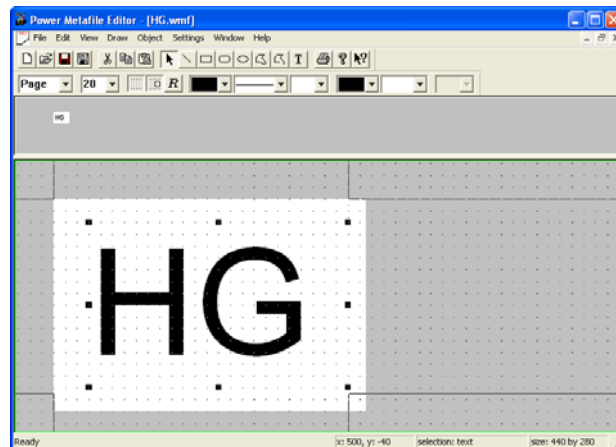 Power Metafile Editor - [HG.wmf]
File Edit View Draw Object Settings Window Help
T ? ?
Page 20 R
HG
HG
Ready x: 500, y: -40 selection: text size: 440 by 280